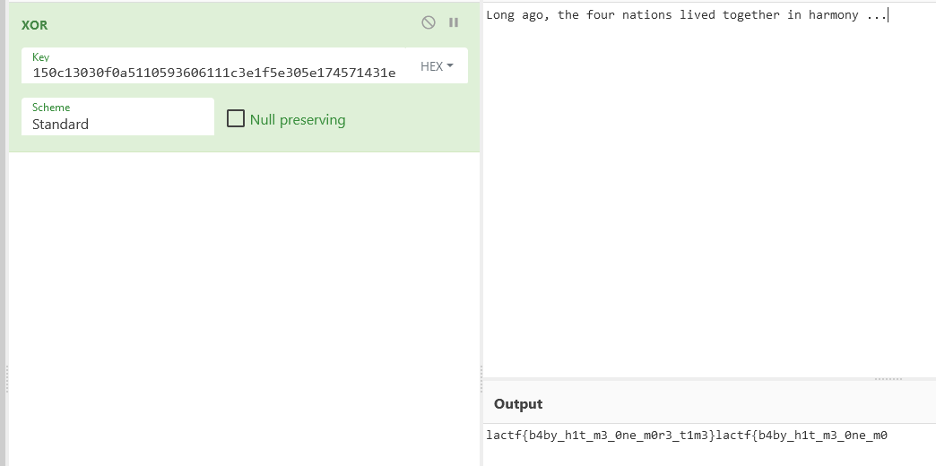 XOR
Key
150c13030f0a5110593606111c3e1f5e305e174571431e
HEX
Scheme
Standard
Null preserving
Long ago, the four nations lived together in harmony ...
Output
lactf{b4by_h1t_m3_0ne_m0r3_t1m3}lactf{b4by_h1t_m3_0ne_m0